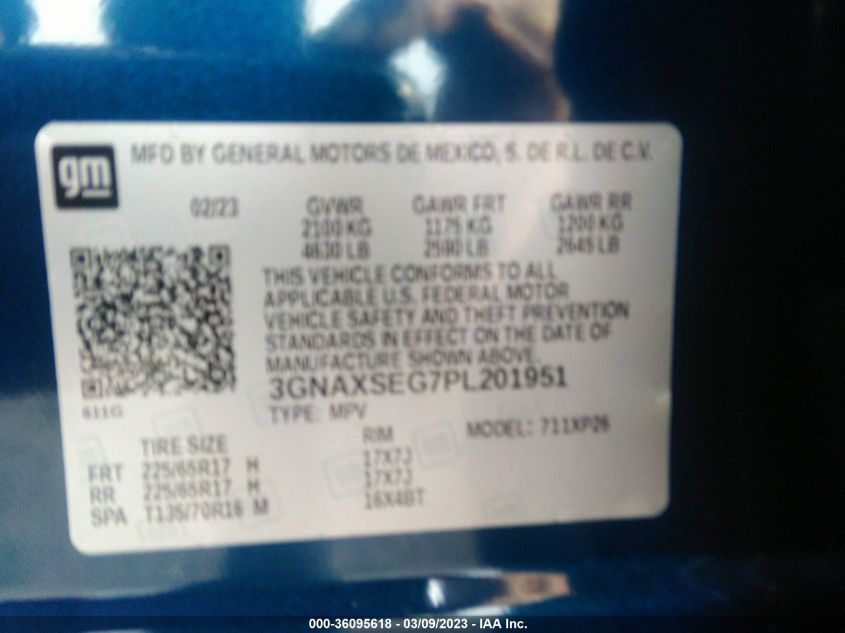 gm
MFD BY GENERAL MOTORS DE MEXICO, S. DE R.L. DE C.V.
02/23 GVWR GAWR FRT GAWR RR
2100 KG 1175 KG 1200 KG
4630 LB 2590 LB 2645 LB
THIS VEHICLE CONFORMS TO ALL
APPLICABLE U.S. FEDERAL MOTOR
VEHICLE SAFETY AND THEFT PREVENTION
STANDARDS IN EFFECT ON THE DATE OF
MANUFACTURE SHOWN ABOVE.
3GNAXSEG7PL201951
611G TYPE: MPV MODEL: 711XP26
TIRE SIZE RIM
FRT 225/65R17 H 17X7J
RR 225/65R17 H 17X7J
SPA T135/70R16 M 16X4BT
000-36095618 - 03/09/2023 - IAA Inc.